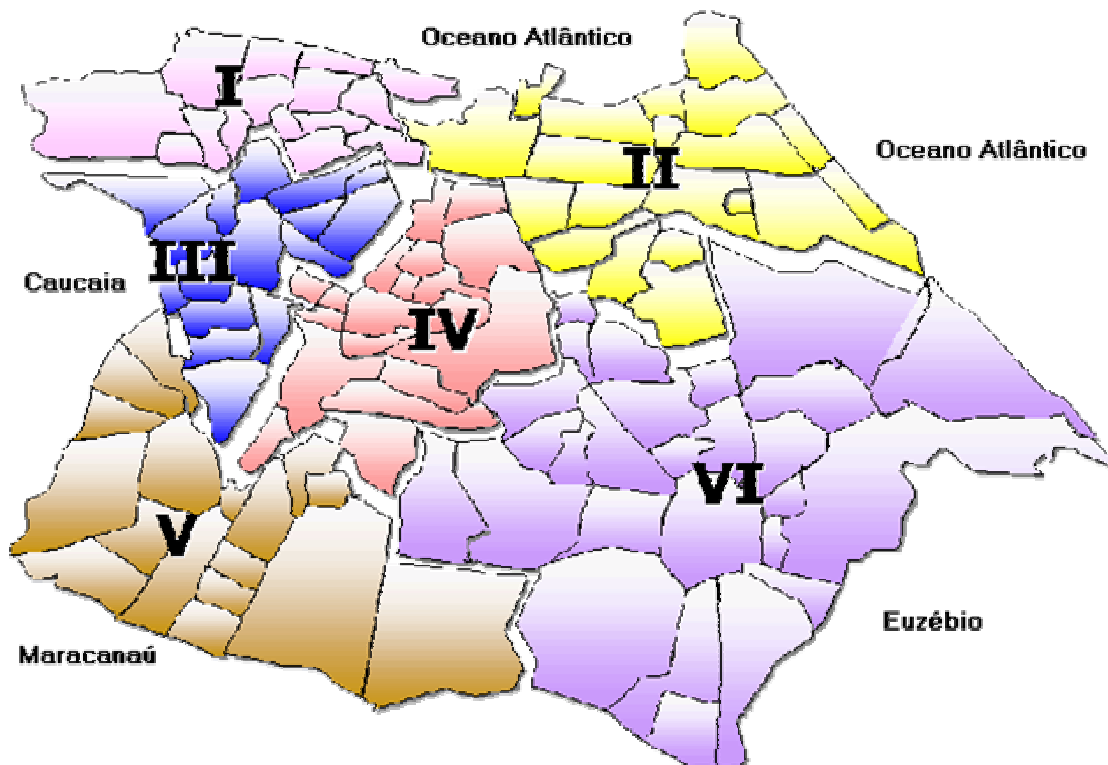 Oceano Atlântico
I
II
Oceano Atlântico
III
Caucaia
IV
VI
V
Euzébio
Maracanaú